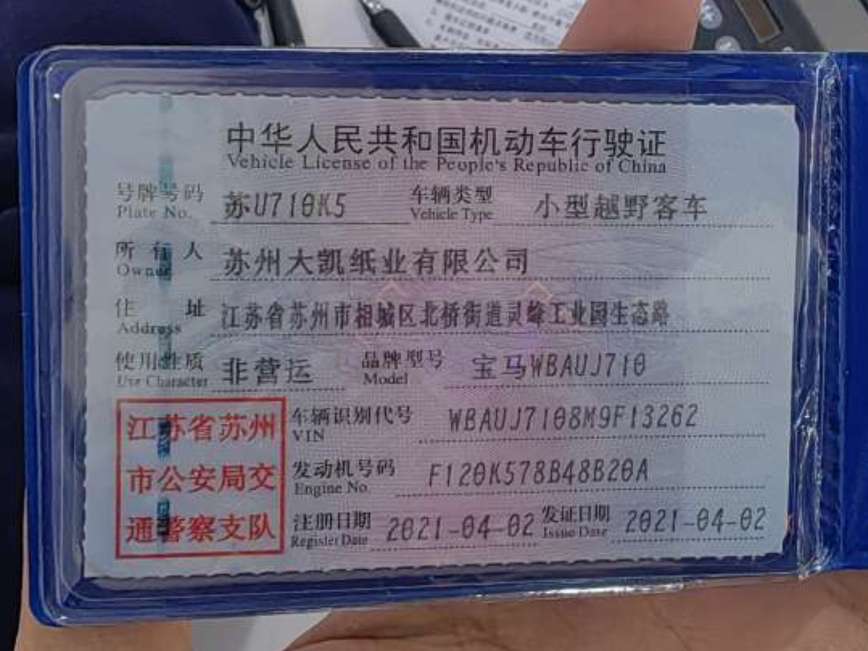 中华人民共和国机动车行驶证
Vehicle License of the People's Republic of China
号牌号码 苏U710K5 车辆类型 小型越野客车
Plate No. Vehicle Type
所有人 苏州大凯纸业有限公司
Owner
住址 江苏省苏州市相城区北桥街道灵峰工业园生态路
Address
使用性质 非营运 品牌型号 宝马WBAUJ710
Use Character Model
江苏省苏州 车辆识别代号 WBAUJ7108M9F13262
VIN
市公安局交 发动机号码 F120K578B48B20A
Engine No.
通警察支队 注册日期 2021-04-02 发证日期 2021-04-02
Register Date Issue Date